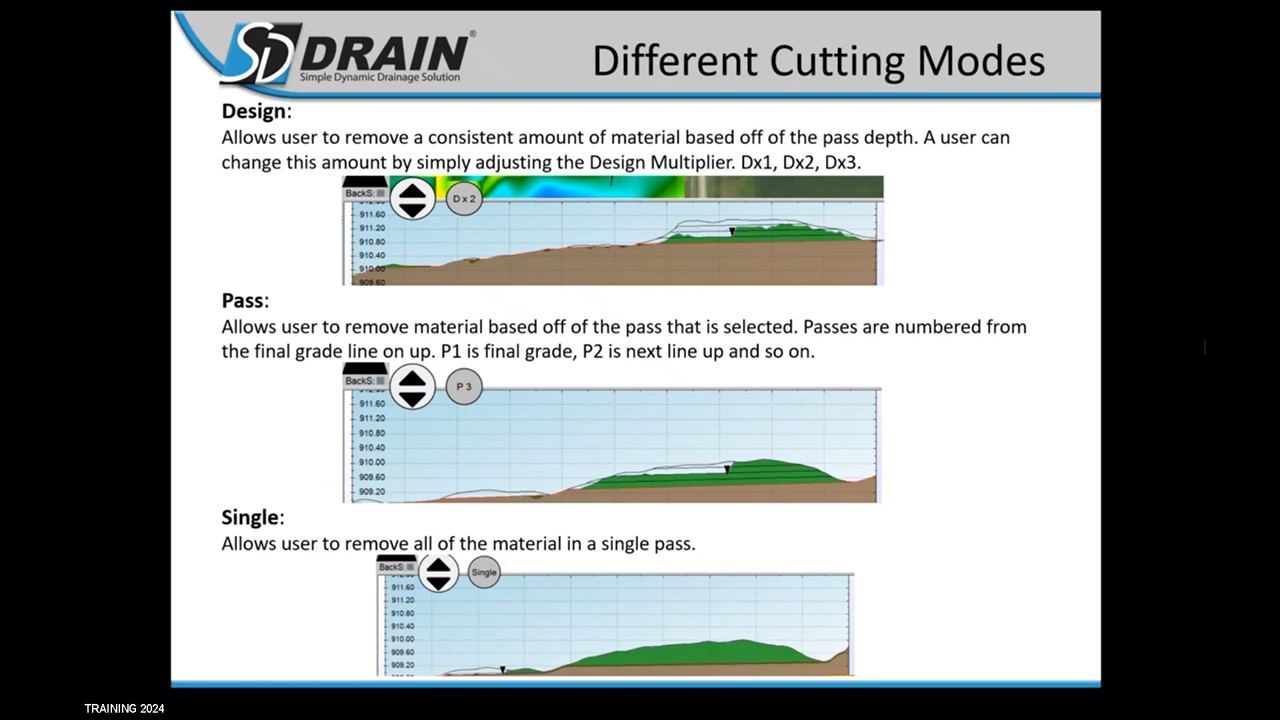 SD DRAIN®
Simple Dynamic Drainage Solution
Different Cutting Modes
Design:
Allows user to remove a consistent amount of material based off of the pass depth. A user can
change this amount by simply adjusting the Design Multiplier. Dx1, Dx2, Dx3.
BackS:
D x 2
911.60
911.20
910.80
910.40
910.00
909.60
Pass:
Allows user to remove material based off of the pass that is selected. Passes are numbered from
the final grade line on up. P1 is final grade, P2 is next line up and so on.
BackS:
P 3
911.60
911.20
910.80
910.40
910.00
909.60
909.20
Single:
Allows user to remove all of the material in a single pass.
BackS:
Single
911.60
911.20
910.80
910.40
910.00
909.60
909.20
TRAINING 2024